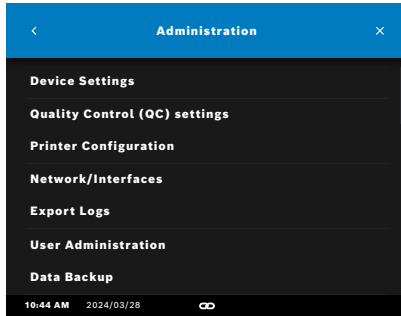 Administration
Device Settings
Quality Control (QC) settings
Printer Configuration
Network/Interfaces
Export Logs
User Administration
Data Backup
10:44 AM 2024/03/28